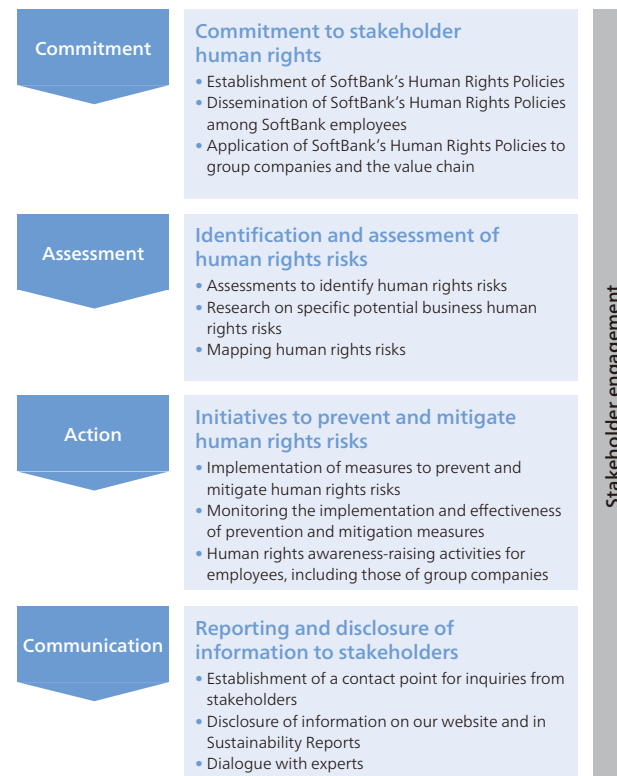 Commitment
Commitment to stakeholder
human rights
• Establishment of SoftBank's Human Rights Policies
• Dissemination of SoftBank's Human Rights Policies
among SoftBank employees
• Application of SoftBank's Human Rights Policies to
group companies and the value chain
Assessment
Identification and assessment of
human rights risks
• Assessments to identify human rights risks
• Research on specific potential business human
rights risks
• Mapping human rights risks
Action
Initiatives to prevent and mitigate
human rights risks
• Implementation of measures to prevent and
mitigate human rights risks
• Monitoring the implementation and effectiveness
of prevention and mitigation measures
• Human rights awareness-raising activities for
employees, including those of group companies
Communication
Reporting and disclosure of
information to stakeholders
• Establishment of a contact point for inquiries from
stakeholders
• Disclosure of information on our website and in
Sustainability Reports
• Dialogue with experts
Stakeholder engagement